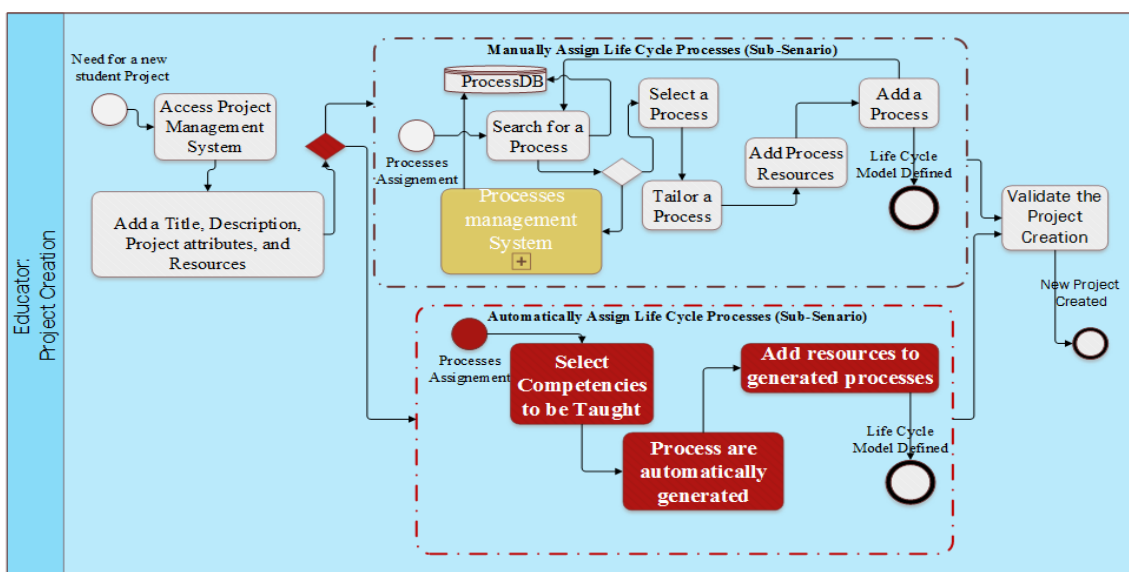 Educator:
Project Creation
Need for a new
student Project
Access Project
Management
System
Add a Title, Description,
Project attributes, and
Resources
Manually Assign Life Cycle Processes (Sub-Senario)
ProcessDB
Processes
Assignement
Search for a
Process
Processes
management
System
Select a
Process
Tailor a
Process
Add Process
Resources
Add a
Process
Life Cycle
Model Defined
Automatically Assign Life Cycle Processes (Sub-Senario)
Processes
Assignement
Select
Competencies
to be Taught
Process are
automatically
generated
Add resources to
generated processes
Life Cycle
Model Defined
Validate the
Project
Creation
New Project
Created